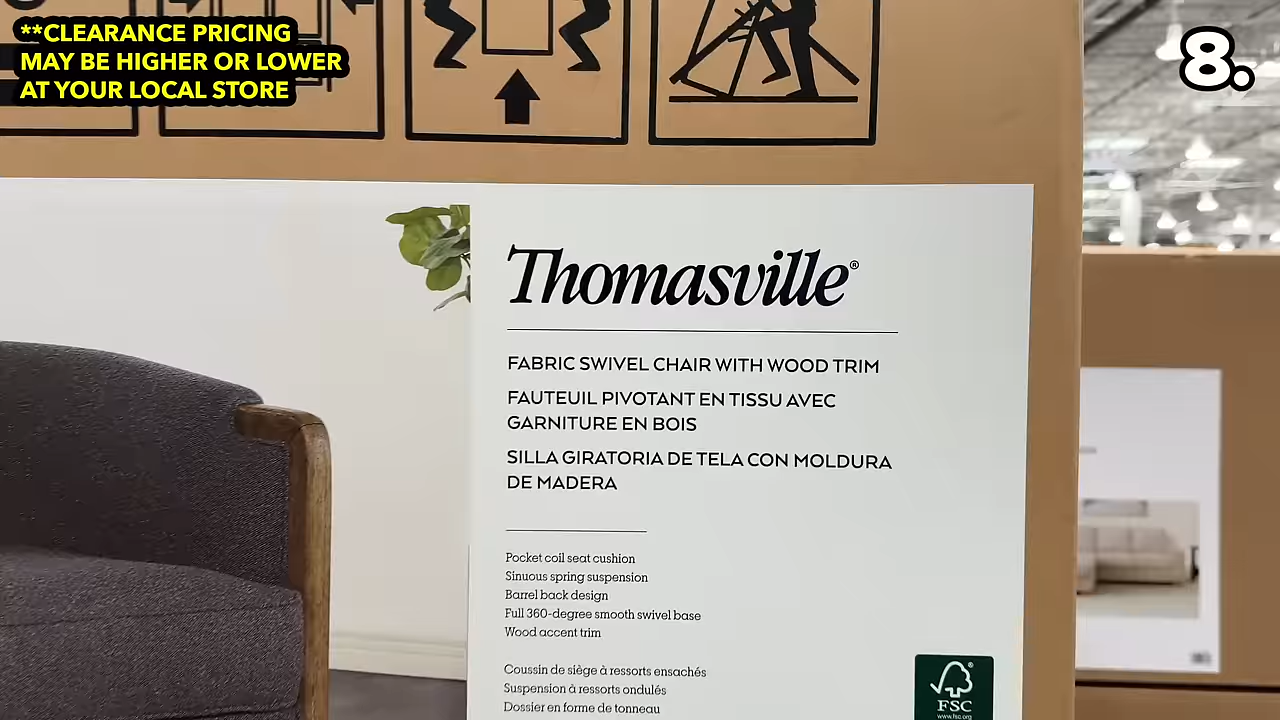 **CLEARANCE PRICING
MAY BE HIGHER OR LOWER
AT YOUR LOCAL STORE
8.
Thomasville®
FABRIC SWIVEL CHAIR WITH WOOD TRIM
FAUTEUIL PIVOTANT EN TISSU AVEC
GARNITURE EN BOIS
SILLA GIRATORIA DE TELA CON MOLDURA
DE MADERA
Pocket coil seat cushion
Sinuous spring suspension
Barrel back design
Full 360-degree smooth swivel base
Wood accent trim
Coussin de siège à ressorts ensachés
Suspension à ressorts ondulés
Dossier en forme de tonneau
FSC
www.fsc.org